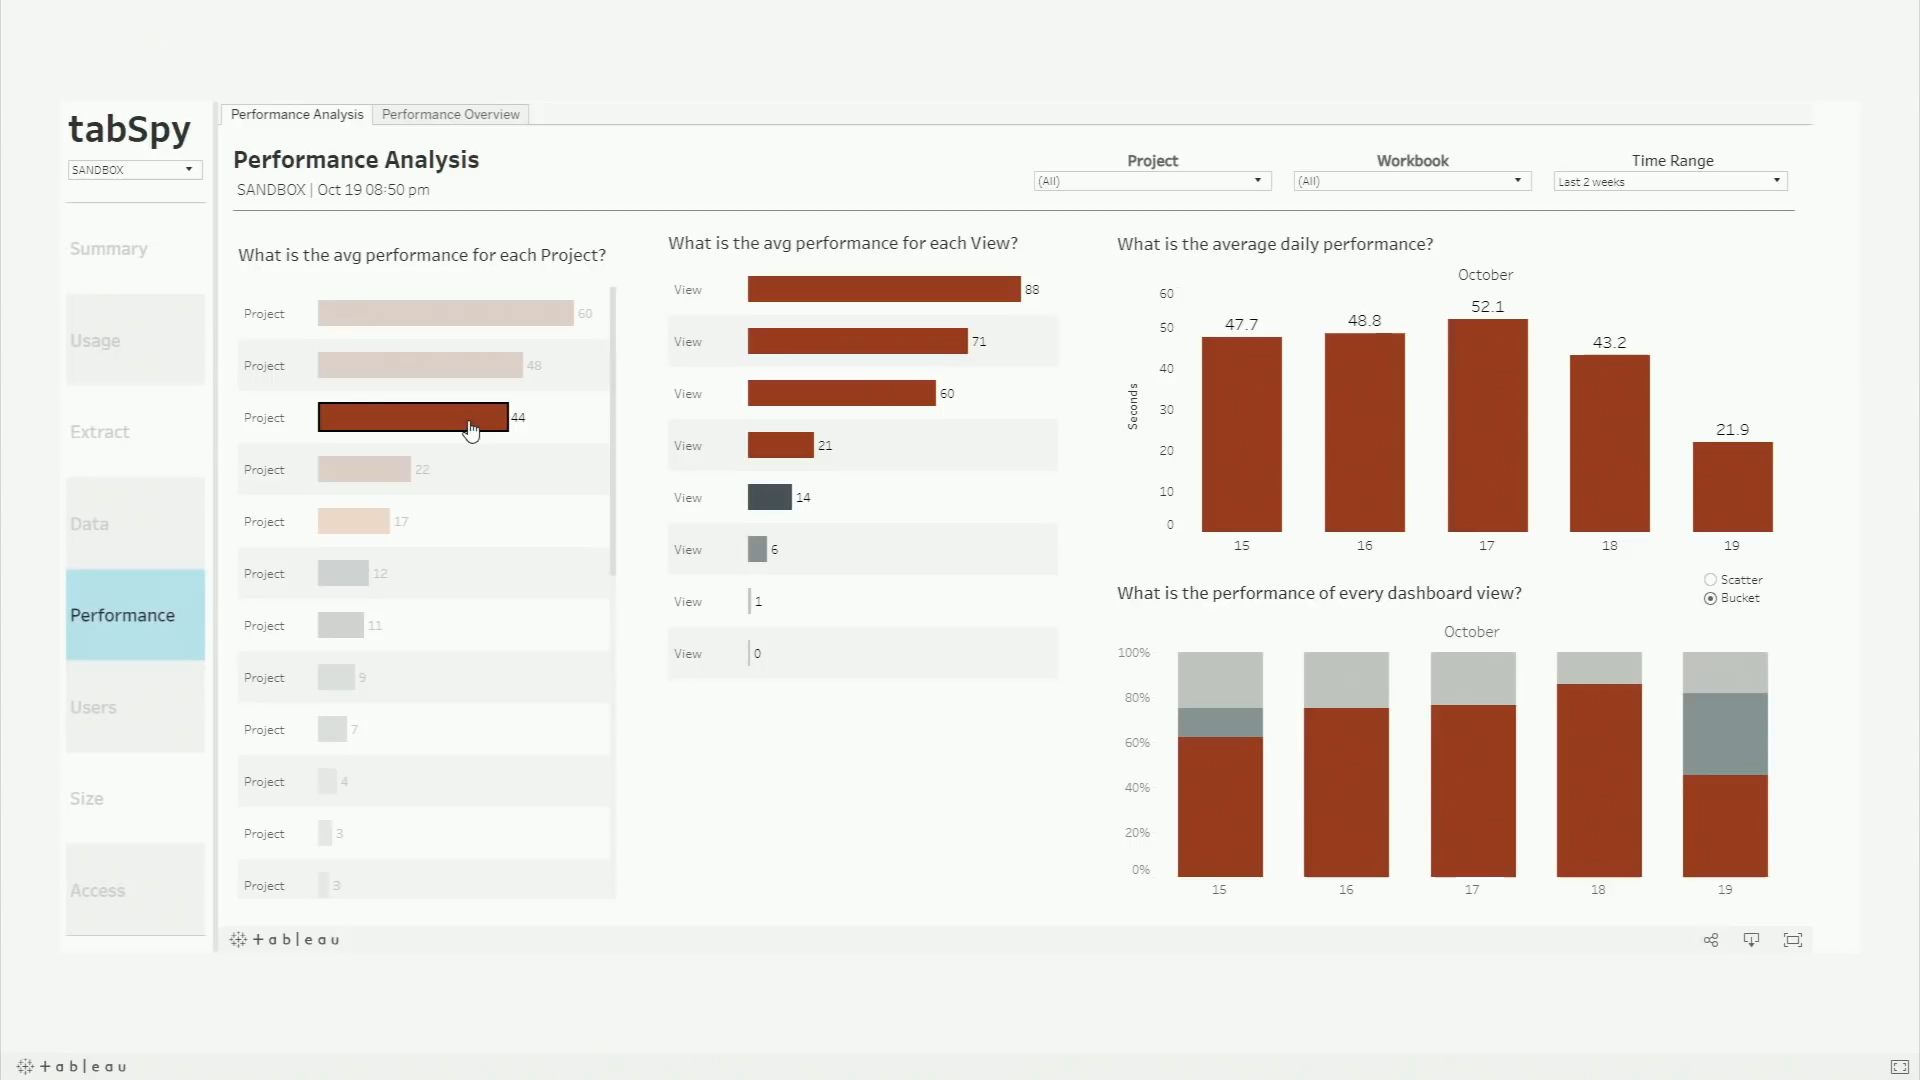 tabSpy
SANDBOX
Summary
Usage
Extract
Data
Performance
Users
Size
Access
Performance Analysis
Performance Overview
Performance Analysis
SANDBOX | Oct 19 08:50 pm
Project
(All)
Workbook
(All)
Time Range
Last 2 weeks
What is the avg performance for each Project?
Project 60
Project 48
Project 44
Project 22
Project 17
Project 12
Project 11
Project 9
Project 7
Project 4
Project 3
Project 3
What is the avg performance for each View?
View 88
View 71
View 60
View 21
View 14
View 6
View 1
View 0
What is the average daily performance?
October
Seconds
60
50
40
30
20
10
0
47.7
48.8
52.1
43.2
21.9
15 16 17 18 19
What is the performance of every dashboard view?
Scatter
Bucket
October
100%
80%
60%
40%
20%
0%
15 16 17 18 19
+ableau
+ableau